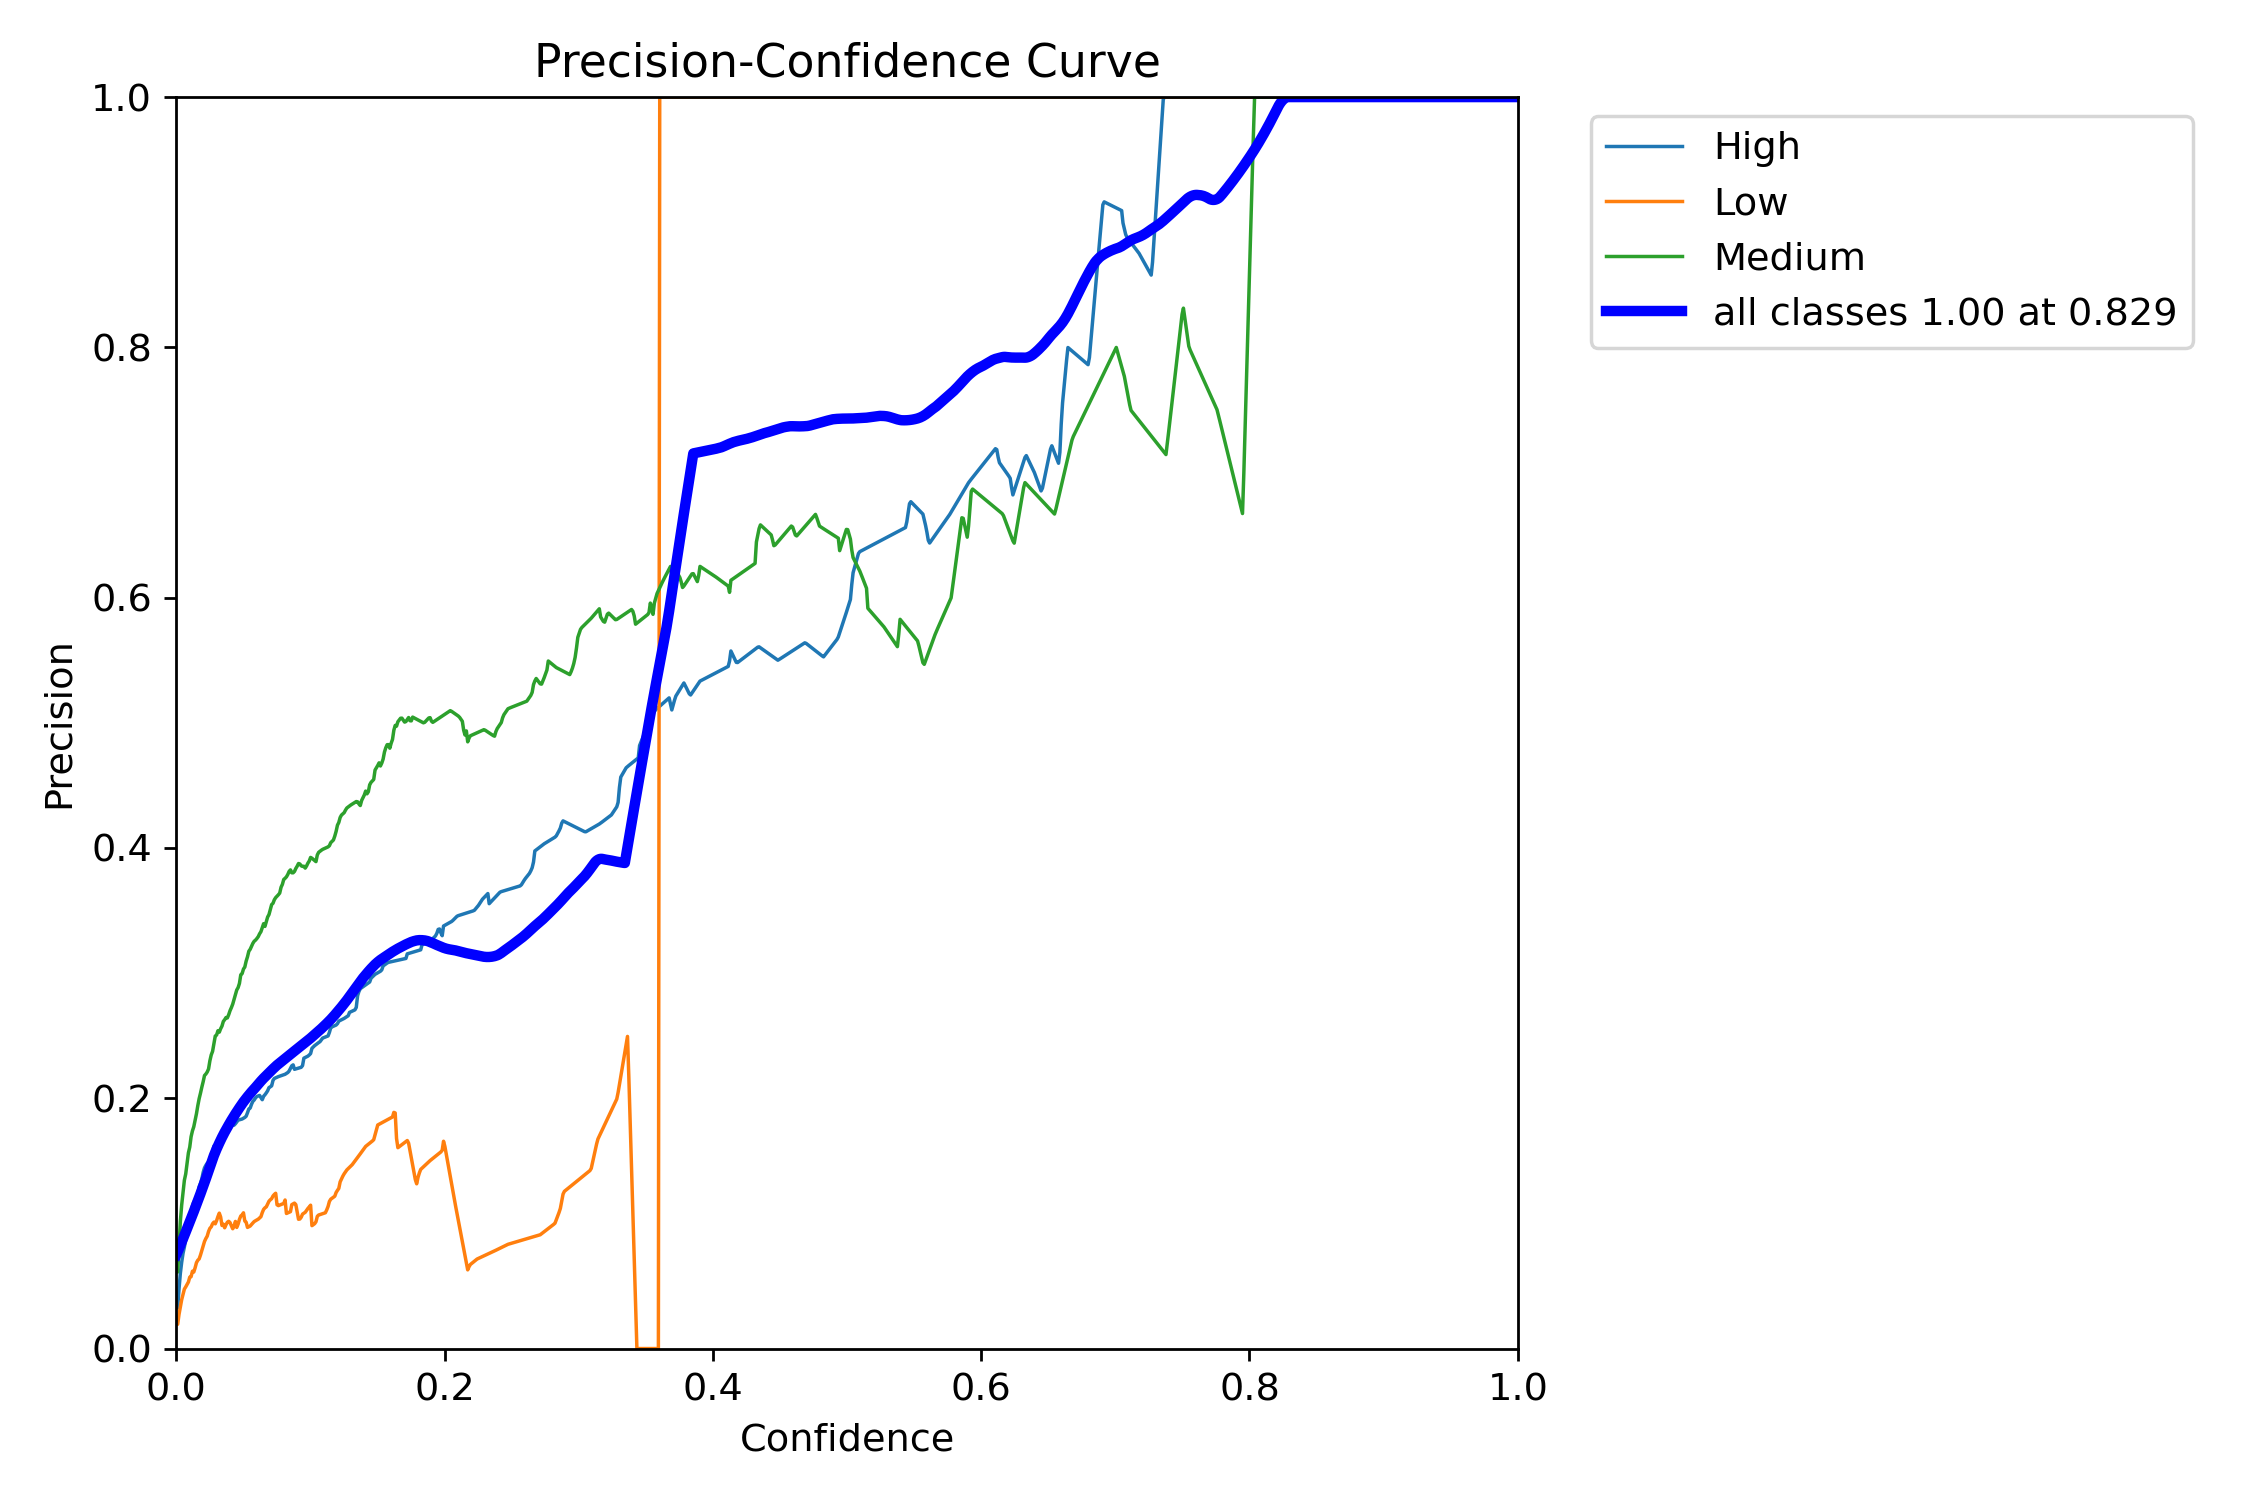 Precision-Confidence Curve
1.0
0.8
0.6
0.4
0.2
0.0
Precision
0.0 0.2 0.4 0.6 0.8 1.0
Confidence
High
Low
Medium
all classes 1.00 at 0.829